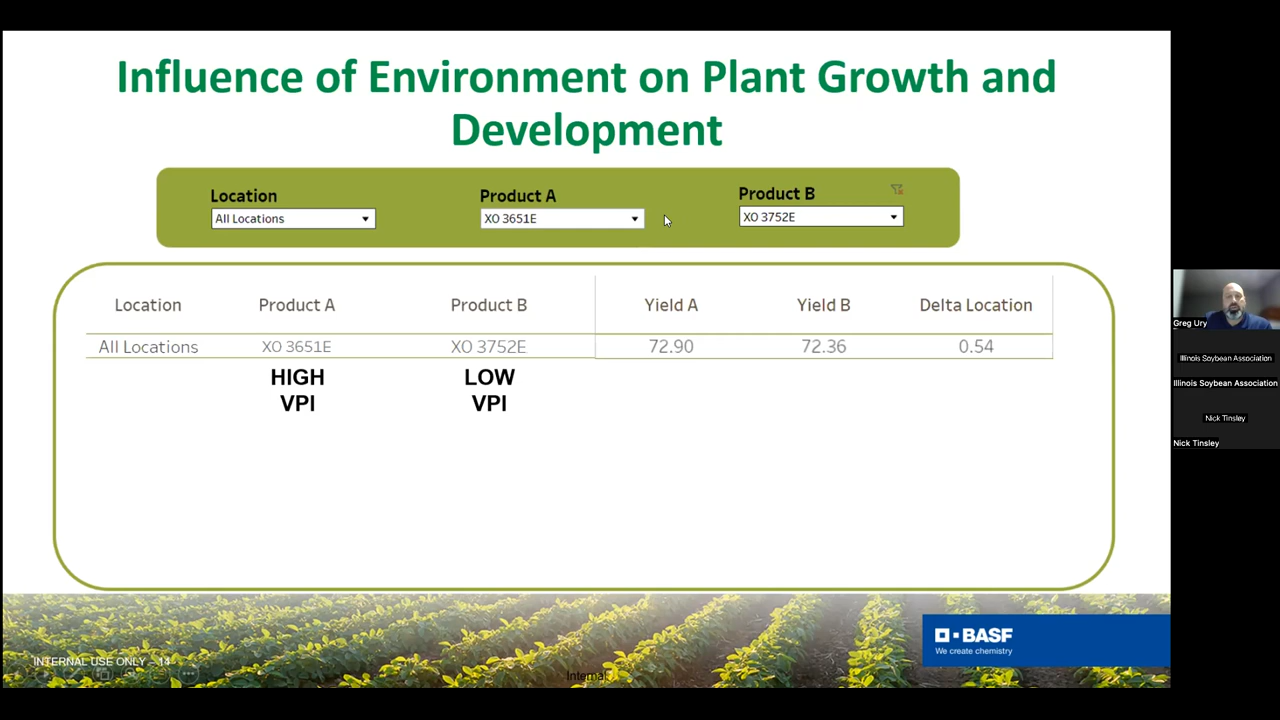 Influence of Environment on Plant Growth and
Development
Location
Product A
Product B
All Locations
XO 3651E
XO 3752E
Location Product A Product B Yield A Yield B Delta Location
All Locations XO 3651E XO 3752E 72.90 72.36 0.54
HIGH
VPI
LOW
VPI
INTERNAL USE ONLY – 14
Internal
BASF
We create chemistry
Greg Ury
Illinois Soybean Association
Illinois Soybean Association
Nick Tinsley
Nick Tinsley